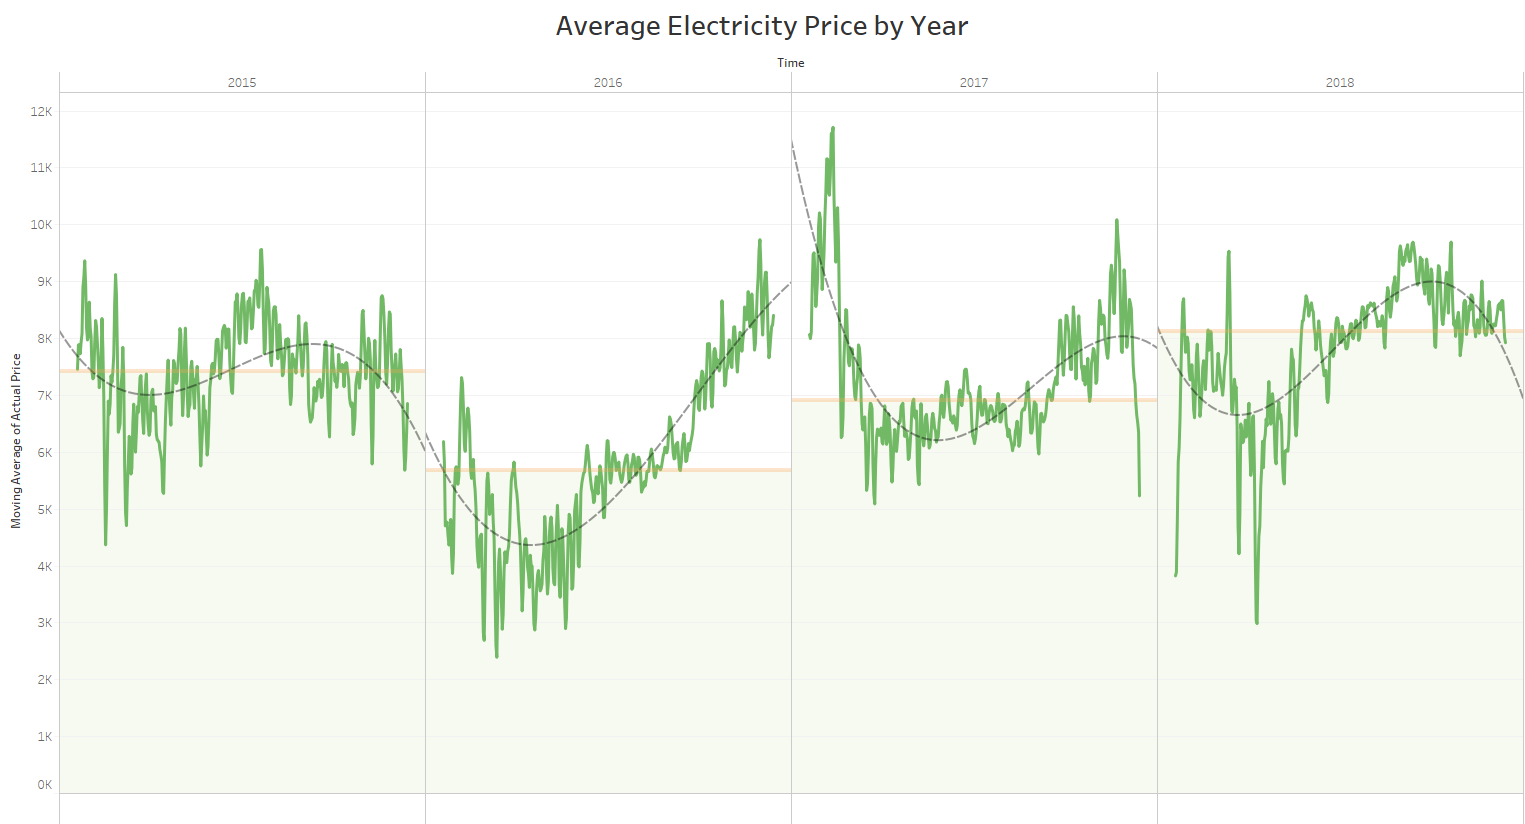 Average Electricity Price by Year
Time
2015 2016 2017 2018
12K
11K
10K
9K
8K
7K
6K
5K
4K
3K
2K
1K
0K
Moving Average of Actual Price